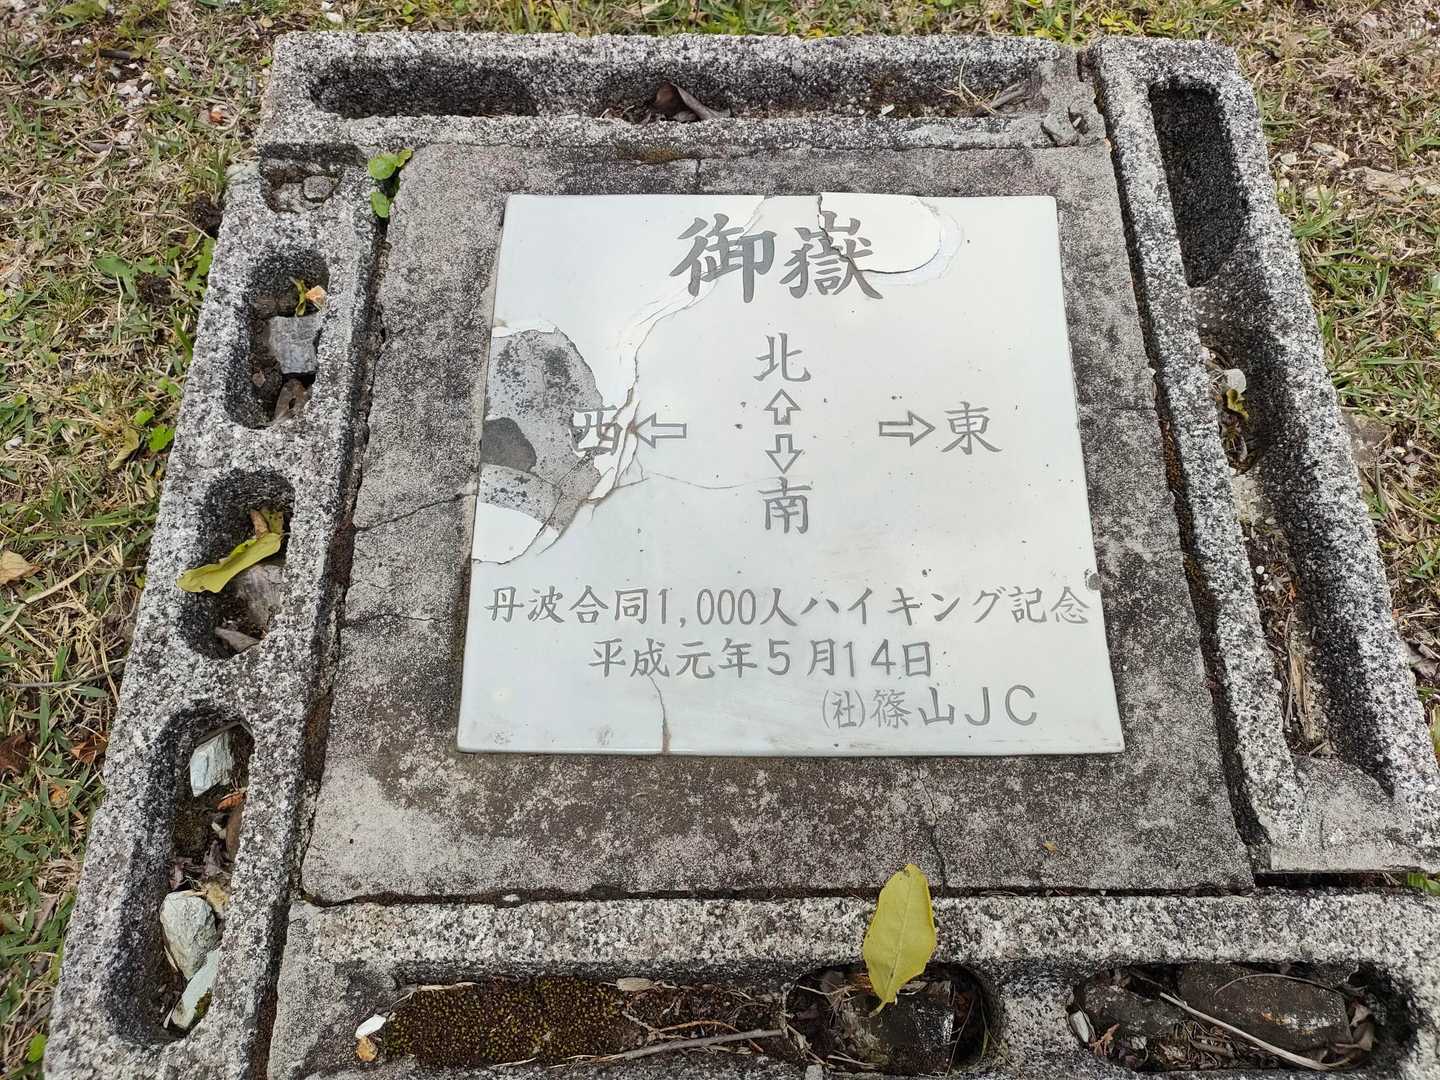 御嶽
北
西⇦ ⇧ ⇨東
⇩
南
丹波合同1,000人ハイキング記念
平成元年5月14日
㈳篠山JC